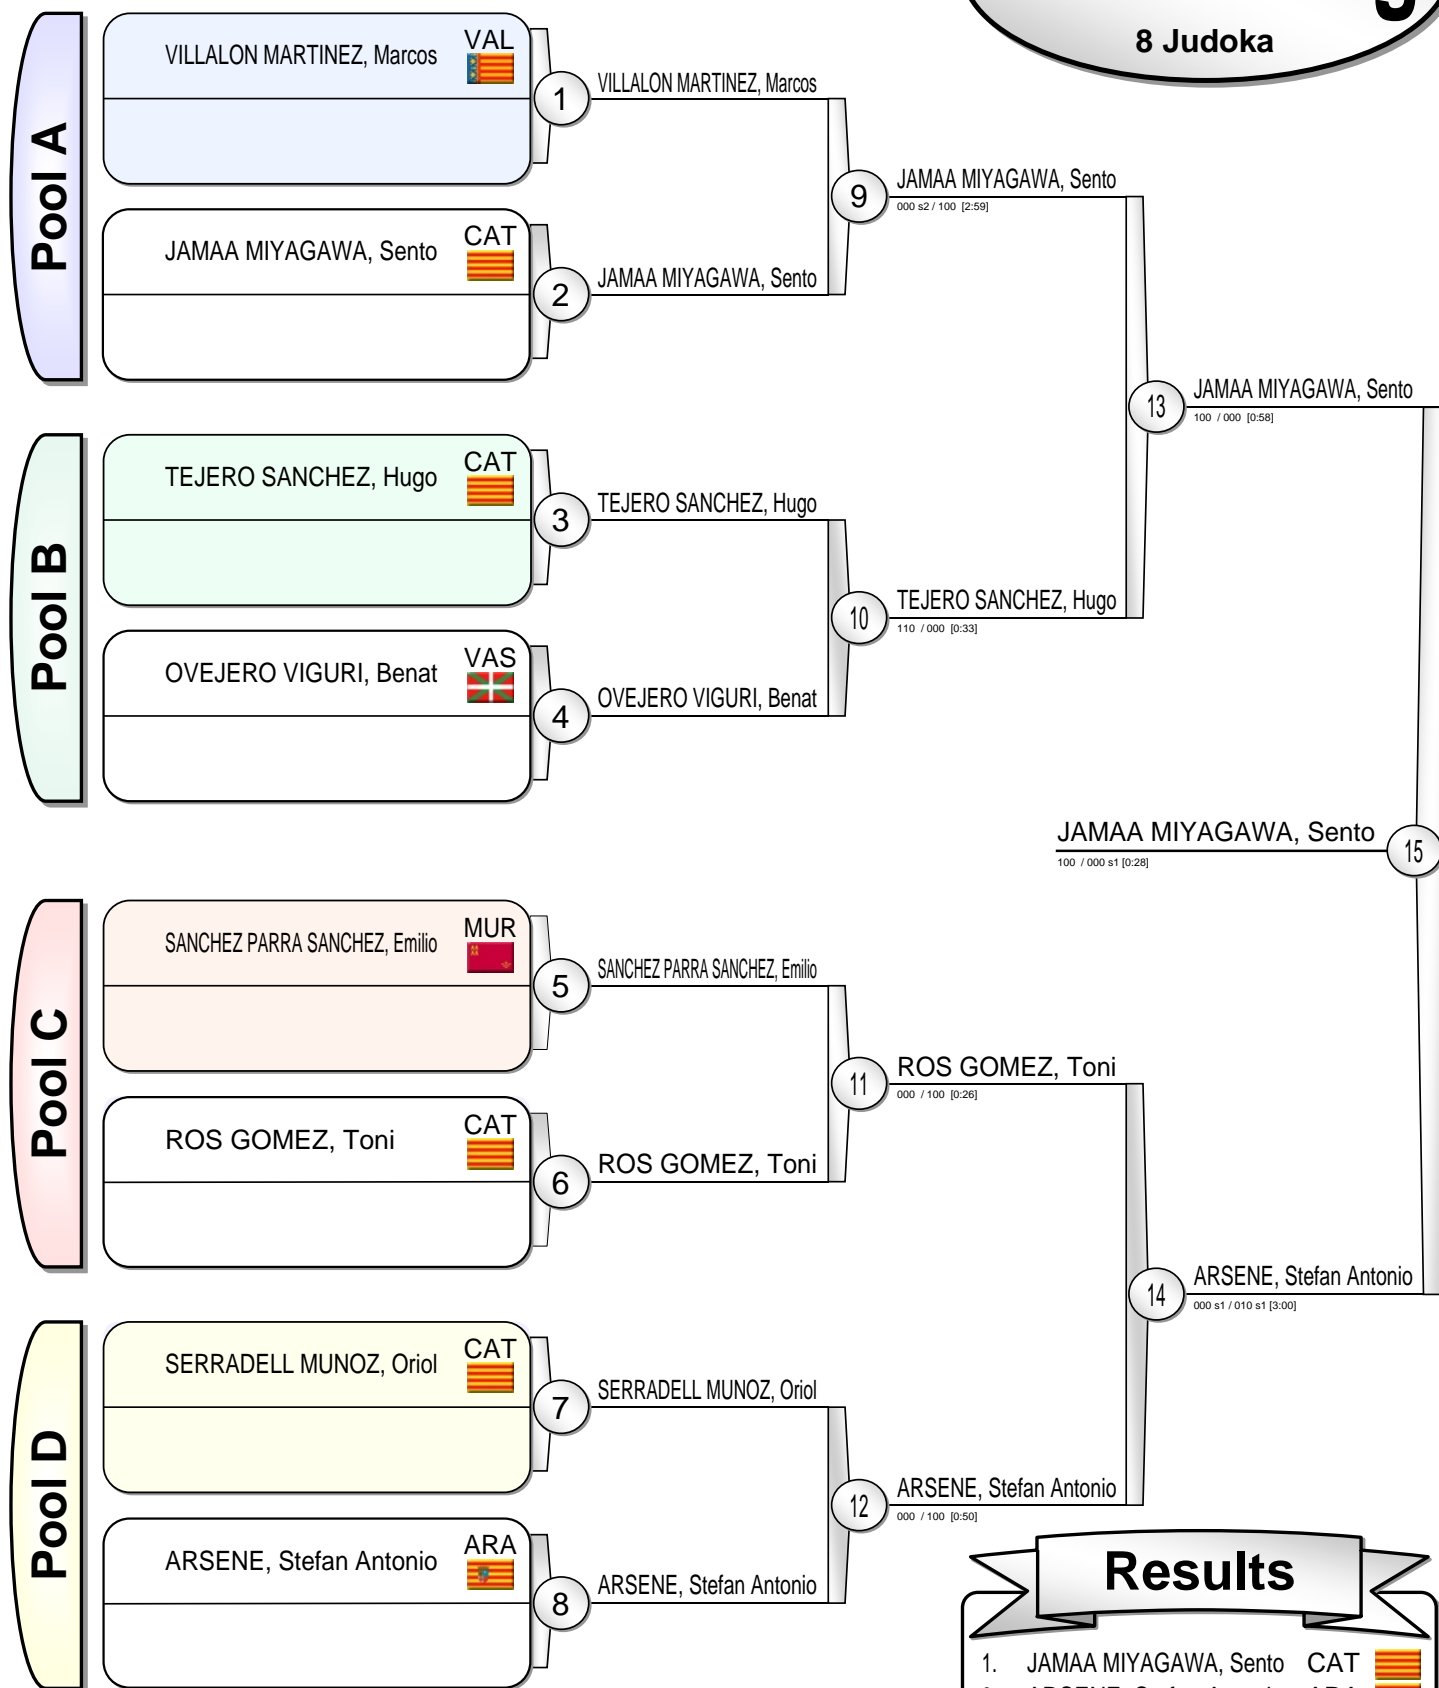 8 Judoka
Pool A
VILLALON MARTINEZ, Marcos VAL
1 VILLALON MARTINEZ, Marcos
JAMAA MIYAGAWA, Sento CAT
2 JAMAA MIYAGAWA, Sento
9 JAMAA MIYAGAWA, Sento
000 s2 / 100 [2:59]
Pool B
TEJERO SANCHEZ, Hugo CAT
3 TEJERO SANCHEZ, Hugo
OVEJERO VIGURI, Benat VAS
4 OVEJERO VIGURI, Benat
10 TEJERO SANCHEZ, Hugo
110 / 000 [0:33]
13 JAMAA MIYAGAWA, Sento
100 / 000 [0:58]
JAMAA MIYAGAWA, Sento 15
100 / 000 s1 [0:28]
Pool C
SANCHEZ PARRA SANCHEZ, Emilio MUR
5 SANCHEZ PARRA SANCHEZ, Emilio
ROS GOMEZ, Toni CAT
6 ROS GOMEZ, Toni
11 ROS GOMEZ, Toni
000 / 100 [0:26]
Pool D
SERRADELL MUNOZ, Oriol CAT
7 SERRADELL MUNOZ, Oriol
ARSENE, Stefan Antonio ARA
8 ARSENE, Stefan Antonio
12 ARSENE, Stefan Antonio
000 / 100 [0:50]
14 ARSENE, Stefan Antonio
000 s1 / 010 s1 [3:00]
Results
1. JAMAA MIYAGAWA, Sento CAT